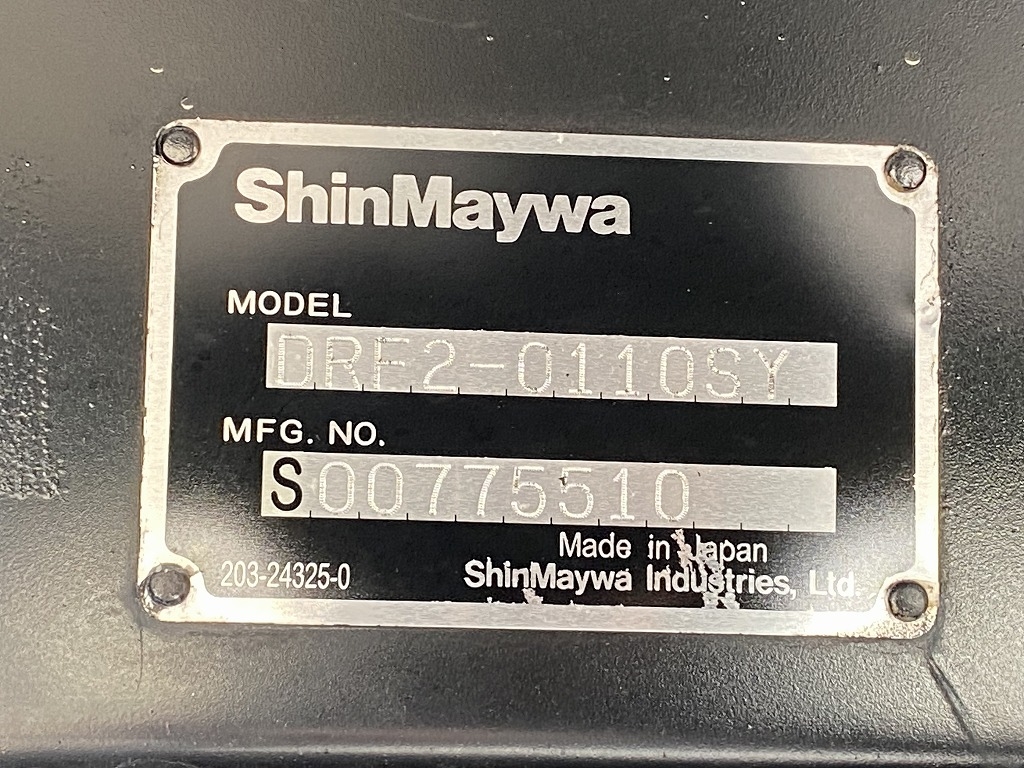 ShinMaywa
MODEL
DRF2-0110SY
MFG. NO.
S00775510
Made in Japan
203-24325-0 ShinMaywa Industries, Ltd.